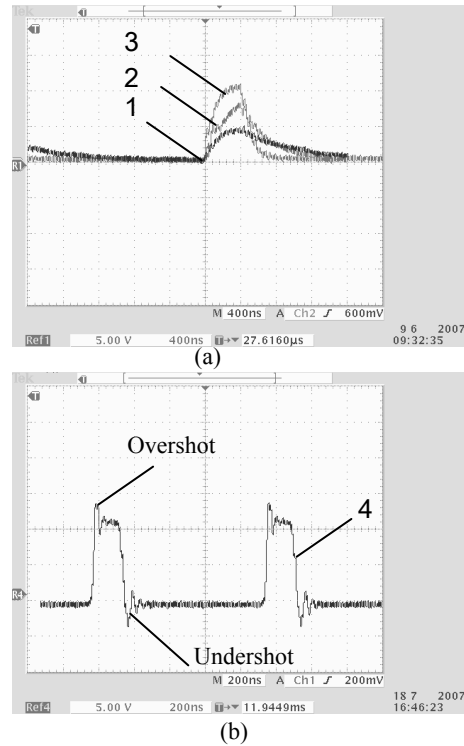 Tek
T
3
2
1
R1
M 400ns A Ch2 600mV
9 6 2007
09:32:35
Ref1 5.00 V 400ns T 27.6160µs
(a)
T
Overshot
4
R4
Undershot
M 200ns A Ch1 200mV
18 7 2007
16:46:23
Ref4 5.00 V 200ns T 11.9449ms
(b)